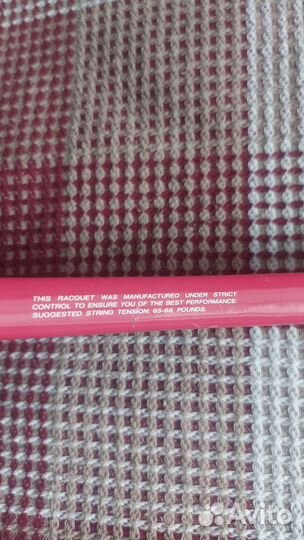 THIS RACQUET WAS MANUFACTURED UNDER STRICT
CONTROL TO ENSURE YOU OF THE BEST PERFORMANCE.
SUGGESTED STRING TENSION: 65-68 POUNDS.
Avito